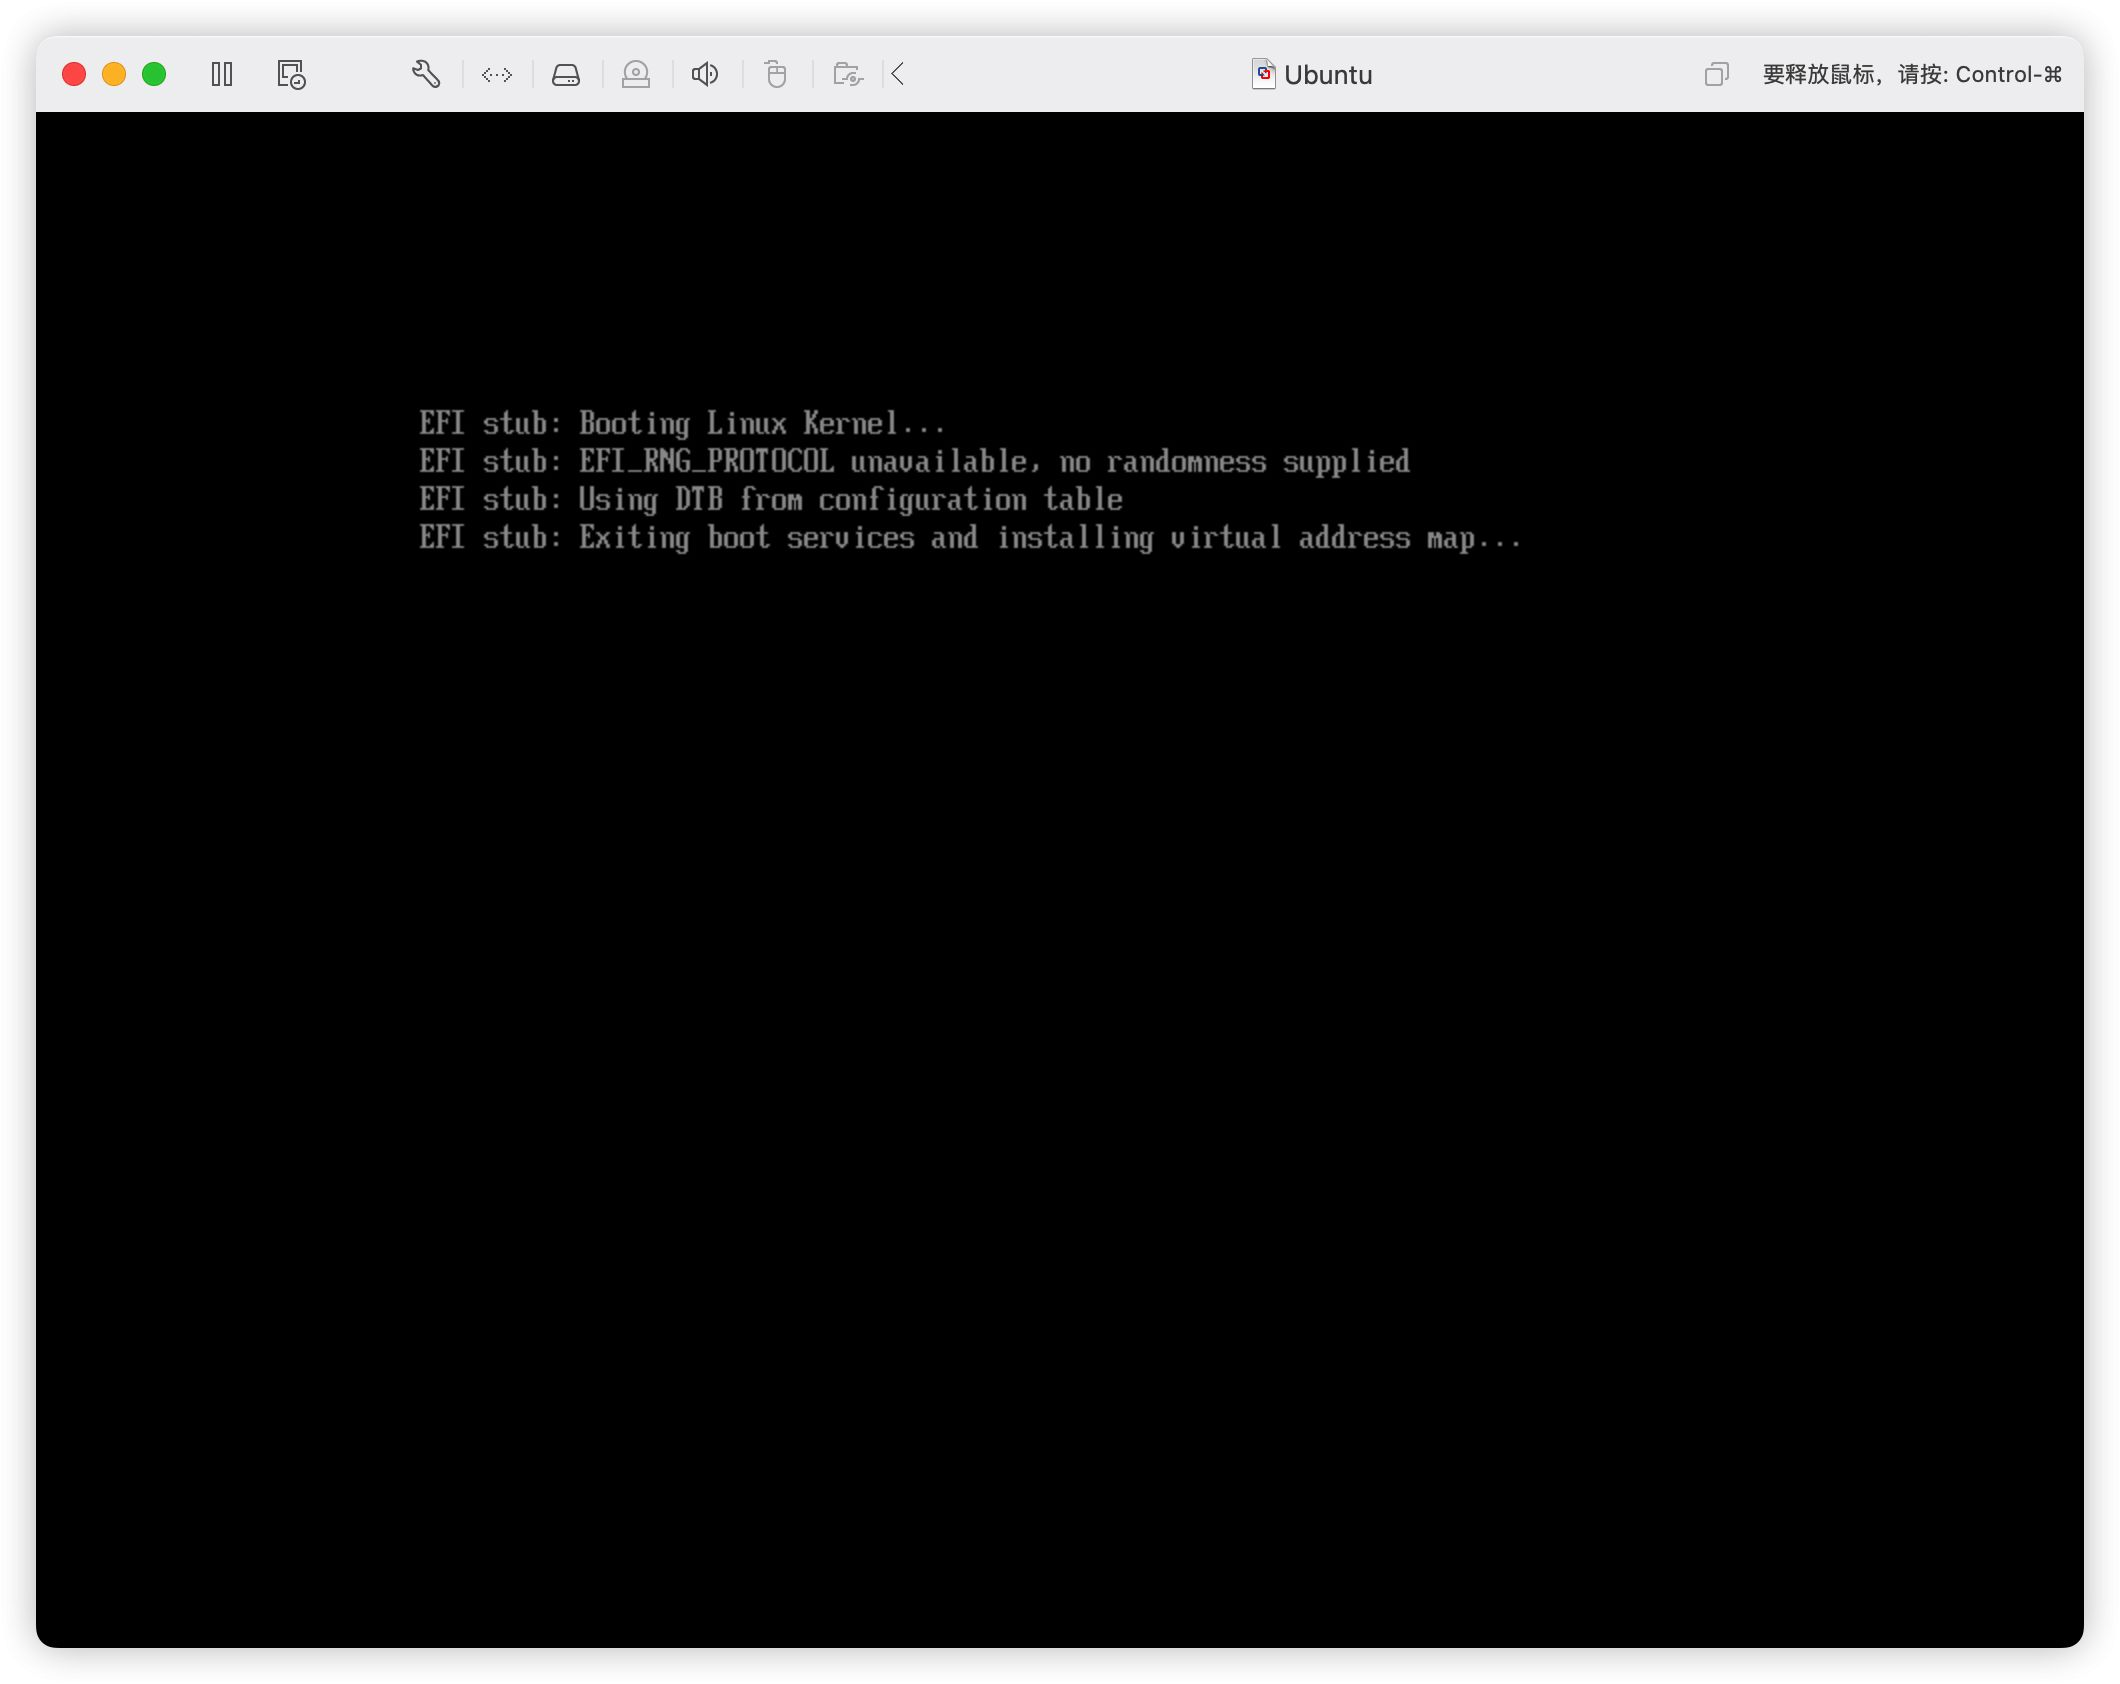 Ubuntu
要释放鼠标，请按: Control-⌘
EFI stub: Booting Linux Kernel...
EFI stub: EFI_RNG_PROTOCOL unavailable, no randomness supplied
EFI stub: Using DTB from configuration table
EFI stub: Exiting boot services and installing virtual address map...